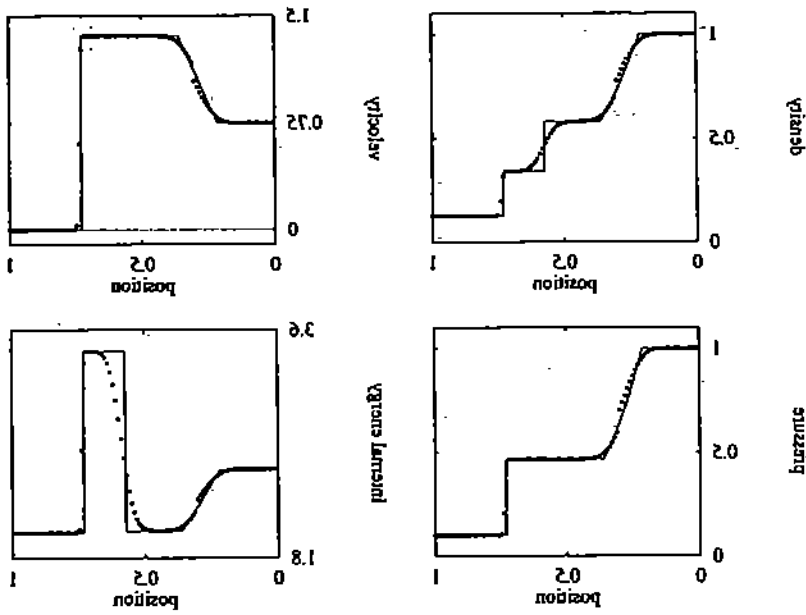 density
1
0.5
0
0 0.5 1
position
velocity
1.5
0.75
0
0 0.5 1
position
pressure
1
0.5
0
0 0.5 1
position
internal energy
3.6
1.8
0 0.5 1
position